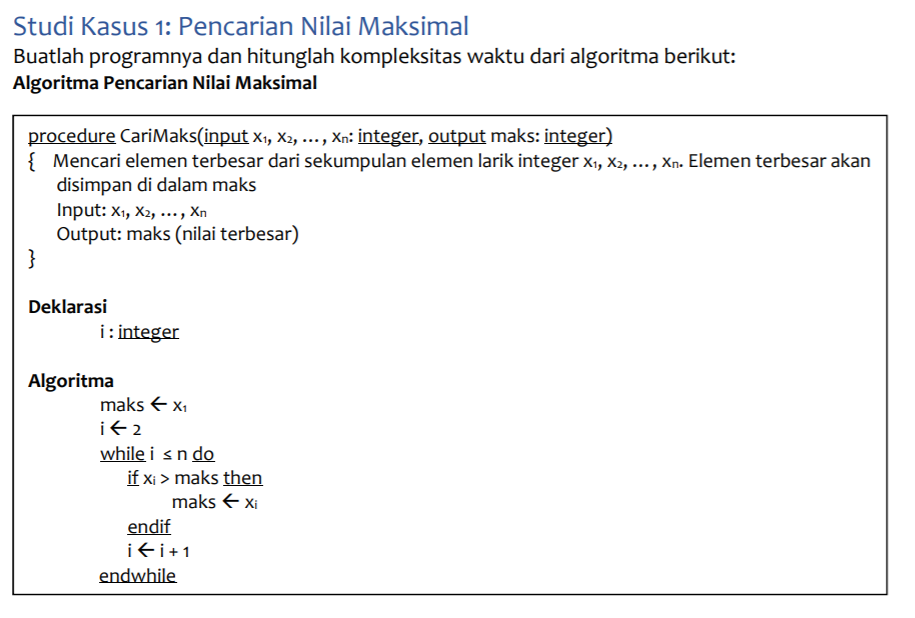 Studi Kasus 1: Pencarian Nilai Maksimal
Buatlah programnya dan hitunglah kompleksitas waktu dari algoritma berikut:
Algoritma Pencarian Nilai Maksimal
procedure CariMaks(input x₁, x₂, ..., xₙ: integer, output maks: integer)
{ Mencari elemen terbesar dari sekumpulan elemen larik integer x₁, x₂, ..., xₙ. Elemen terbesar akan
disimpan di dalam maks
Input: x₁, x₂, ..., xₙ
Output: maks (nilai terbesar)
}
Deklarasi
i : integer
Algoritma
maks ← x₁
i ← 2
while i ≤ n do
if xᵢ > maks then
maks ← xᵢ
endif
i ← i + 1
endwhile